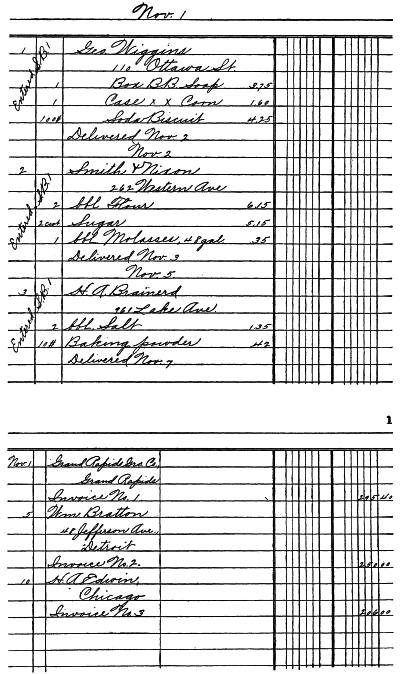 Nov. 1
1 Geo. Wiggins
110 Ottawa St.
1 Box B.B. Soap 3.75
1 Case x x Corn 1.60
100# Soda Biscuit 4.25
Delivered Nov. 2
Nov. 2
Entered S.B. 1
2 Smith & Nixon
262 Western Ave
2 bbl. Flour 6.15
2 cwt. Sugar 5.15
1 bbl. Molasses, 48 gal. .35
Delivered Nov. 3
Nov. 5
Entered S.B. 1
3 H. A. Brainerd
961 Lake Ave.
2 bbl. Salt 1.35
10# Baking powder .42
Delivered Nov. 7
Entered S.B. 1
1
Nov. 1 Grand Rapids Gro. Co.,
Grand Rapids
Invoice No. 1 295 40
5 Wm. Bratton
48 Jefferson Ave.,
Detroit
Invoice No. 2. 250 00
10 H. A. Edwin,
Chicago
Invoice No. 3 206 00